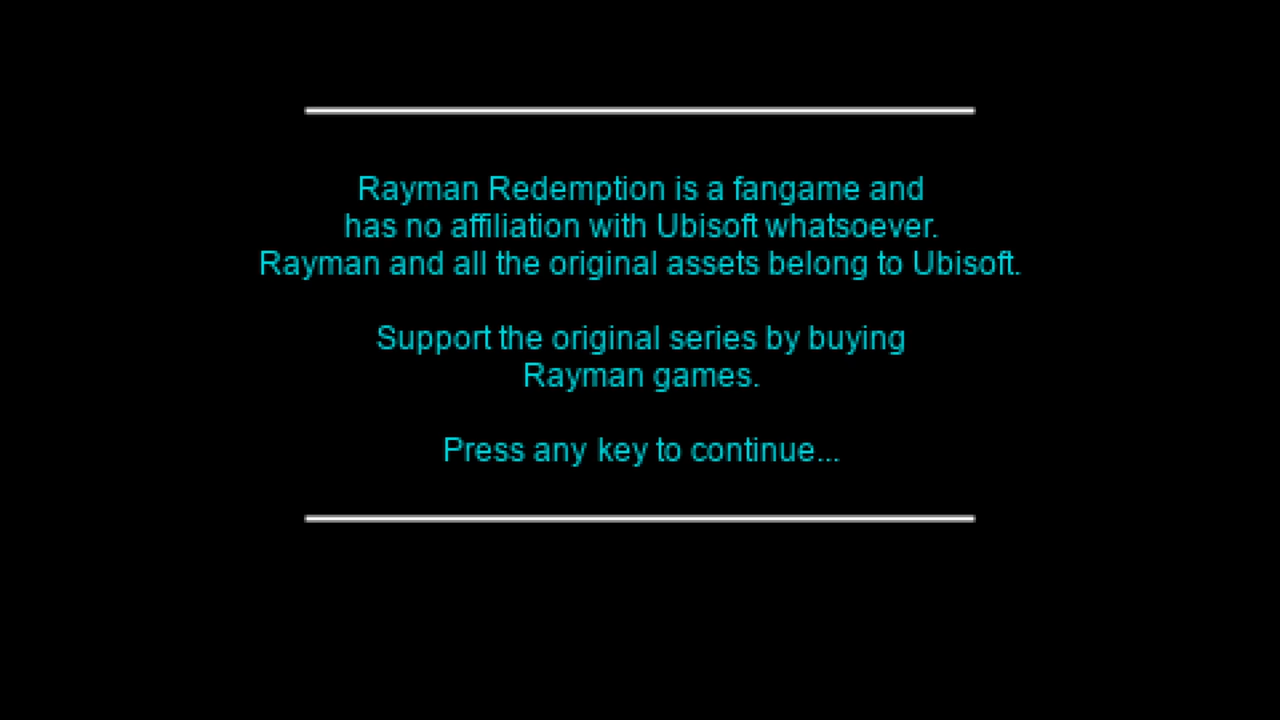 Rayman Redemption is a fangame and
has no affiliation with Ubisoft whatsoever.
Rayman and all the original assets belong to Ubisoft.
Support the original series by buying
Rayman games.
Press any key to continue...